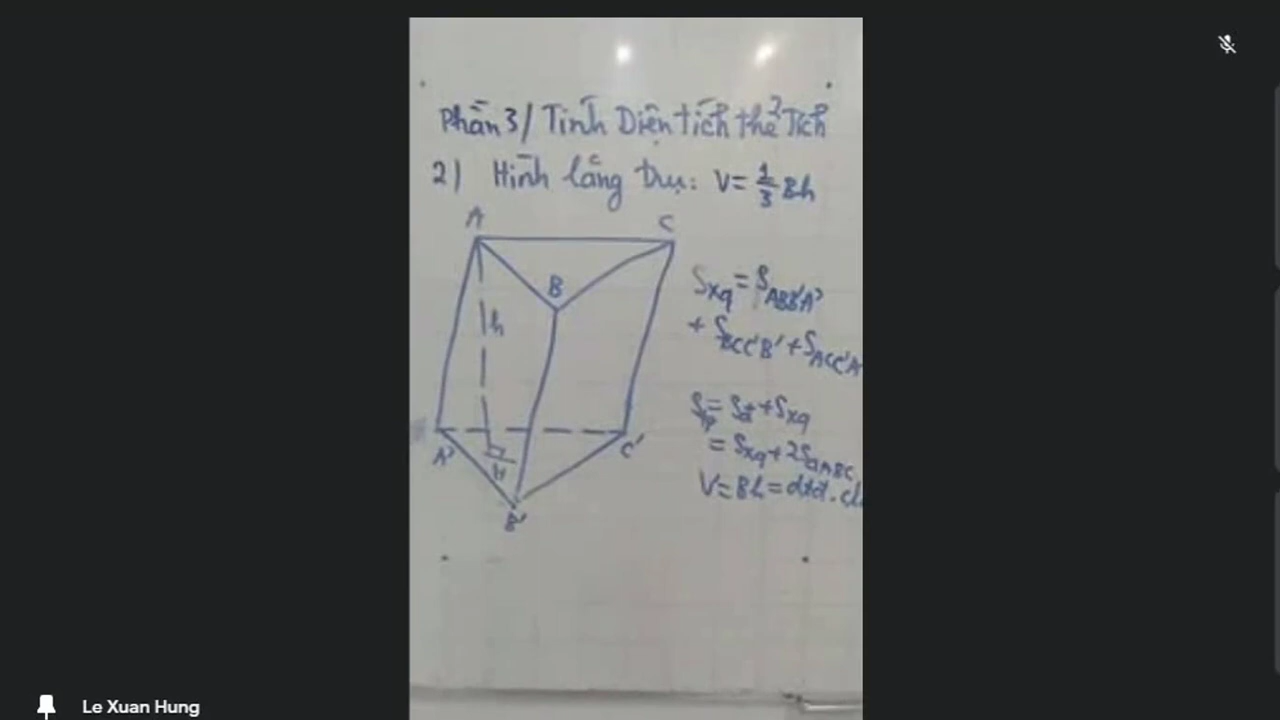 Phần 3/ Tính Diện tích thể Tích
2) Hình lăng trụ: V = 1/3 Bh
A
C
B
h
Sxq = SABB'A'
+ SBCC'B' + SACC'A'
Stp = Sđ + Sxq
= Sxq + 2SΔABC
V = Bh = dtđ.
A'
H
C'
B'
Le Xuan Hung